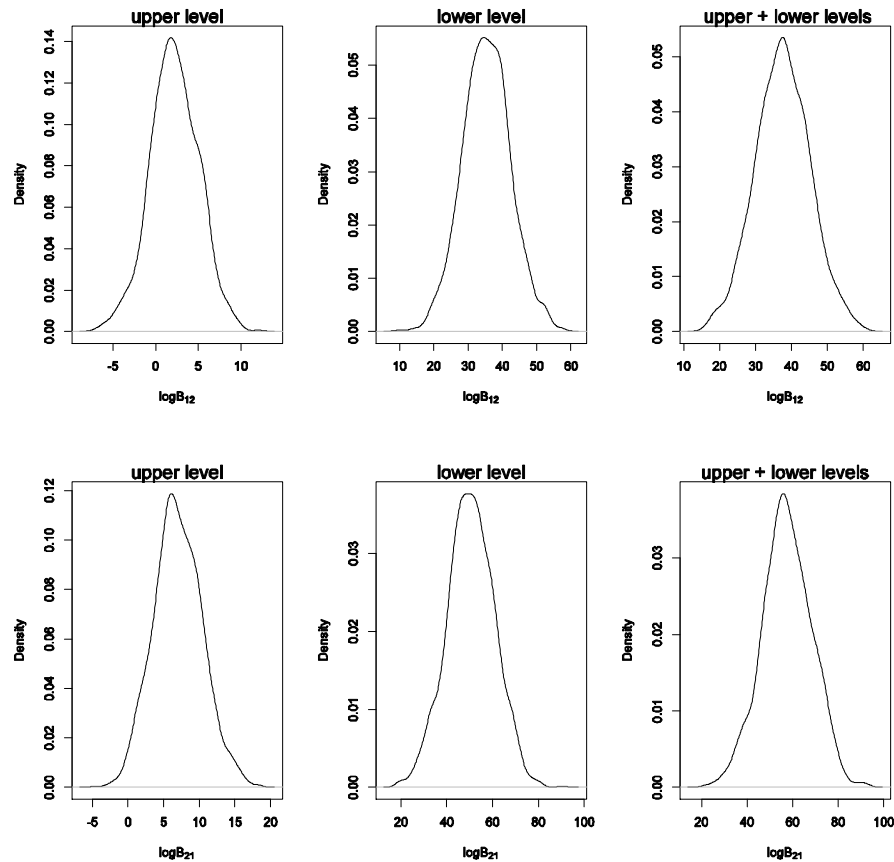 upper level
Density
0.00 0.02 0.04 0.06 0.08 0.10 0.12 0.14
-5 0 5 10
logB12
lower level
Density
0.00 0.01 0.02 0.03 0.04 0.05
10 20 30 40 50 60
logB12
upper + lower levels
Density
0.00 0.01 0.02 0.03 0.04 0.05
10 20 30 40 50 60
logB12
upper level
Density
0.00 0.02 0.04 0.06 0.08 0.10 0.12
-5 0 5 10 15 20
logB21
lower level
Density
0.00 0.01 0.02 0.03
20 40 60 80 100
logB21
upper + lower levels
Density
0.00 0.01 0.02 0.03
20 40 60 80 100
logB21